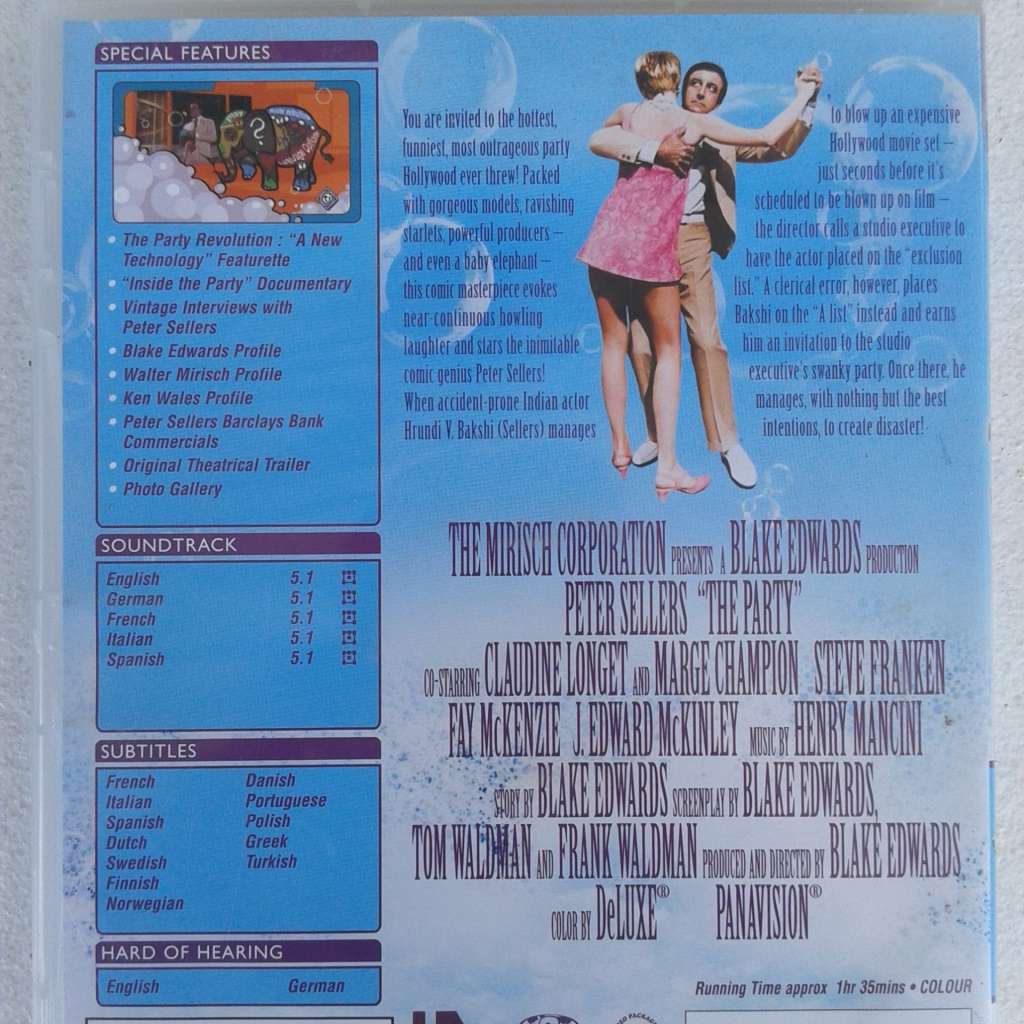 SPECIAL FEATURES
?
• The Party Revolution : “A New
Technology” Featurette
• “Inside the Party” Documentary
• Vintage Interviews with
Peter Sellers
• Blake Edwards Profile
• Walter Mirisch Profile
• Ken Wales Profile
• Peter Sellers Barclays Bank
Commercials
• Original Theatrical Trailer
• Photo Gallery
SOUNDTRACK
English 5.1
German 5.1
French 5.1
Italian 5.1
Spanish 5.1
SUBTITLES
French Danish
Italian Portuguese
Spanish Polish
Dutch Greek
Swedish Turkish
Finnish
Norwegian
HARD OF HEARING
English German
You are invited to the hottest,
funniest, most outrageous party
Hollywood ever threw! Packed
with gorgeous models, ravishing
starlets, powerful producers –
and even a baby elephant –
this comic masterpiece evokes
near-continuous howling
laughter and stars the inimitable
comic genius Peter Sellers!
When accident-prone Indian actor
Hrundi V. Bakshi (Sellers) manages
to blow up an expensive
Hollywood movie set –
just seconds before it's
scheduled to be blown up on film –
the director calls a studio executive to
have the actor placed on the “exclusion
list.” A clerical error, however, places
Bakshi on the “A list” instead and earns
him an invitation to the studio
executive's swanky party. Once there, he
manages, with nothing but the best
intentions, to create disaster!
THE MIRISCH CORPORATION PRESENTS A BLAKE EDWARDS PRODUCTION
PETER SELLERS “THE PARTY”
CO-STARRING CLAUDINE LONGET AND MARGE CHAMPION STEVE FRANKEN
FAY McKENZIE J. EDWARD McKINLEY MUSIC BY HENRY MANCINI
STORY BY BLAKE EDWARDS SCREENPLAY BY BLAKE EDWARDS,
TOM WALDMAN AND FRANK WALDMAN PRODUCED AND DIRECTED BY BLAKE EDWARDS
COLOR BY DeLUXE® PANAVISION®
Running Time approx 1hr 35mins • COLOUR